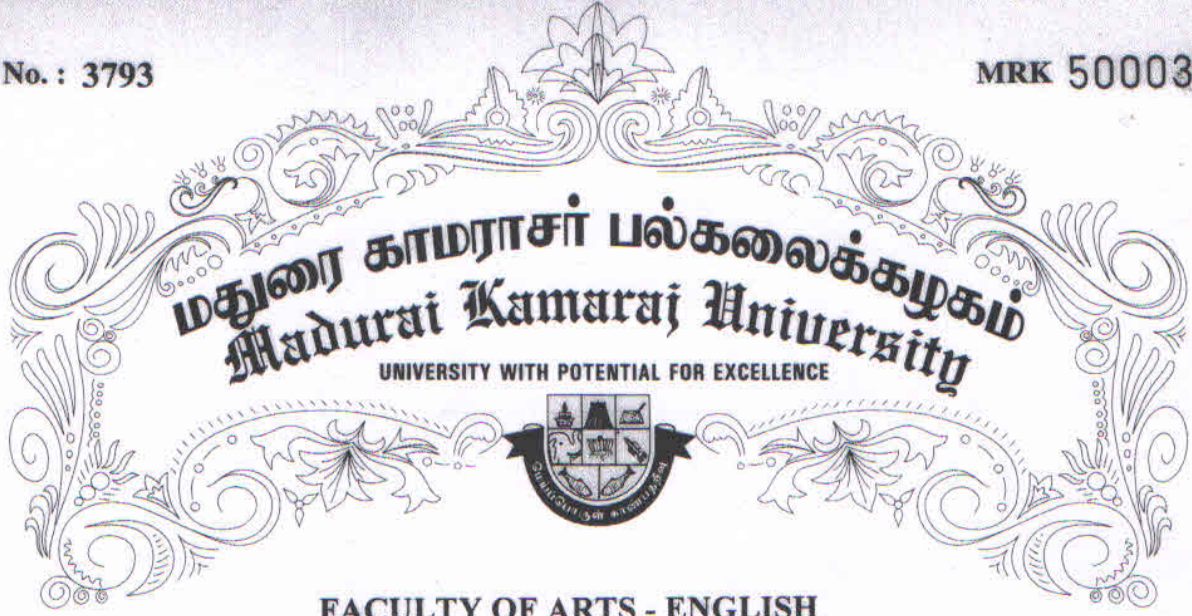 No. : 3793
MRK 50003
மதுரை காமராசர் பல்கலைக்கழகம்
Madurai Kamaraj University
UNIVERSITY WITH POTENTIAL FOR EXCELLENCE
FACULTY OF ARTS - ENGLISH